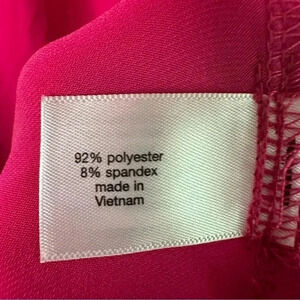 92% polyester
8% spandex
made in
Vietnam